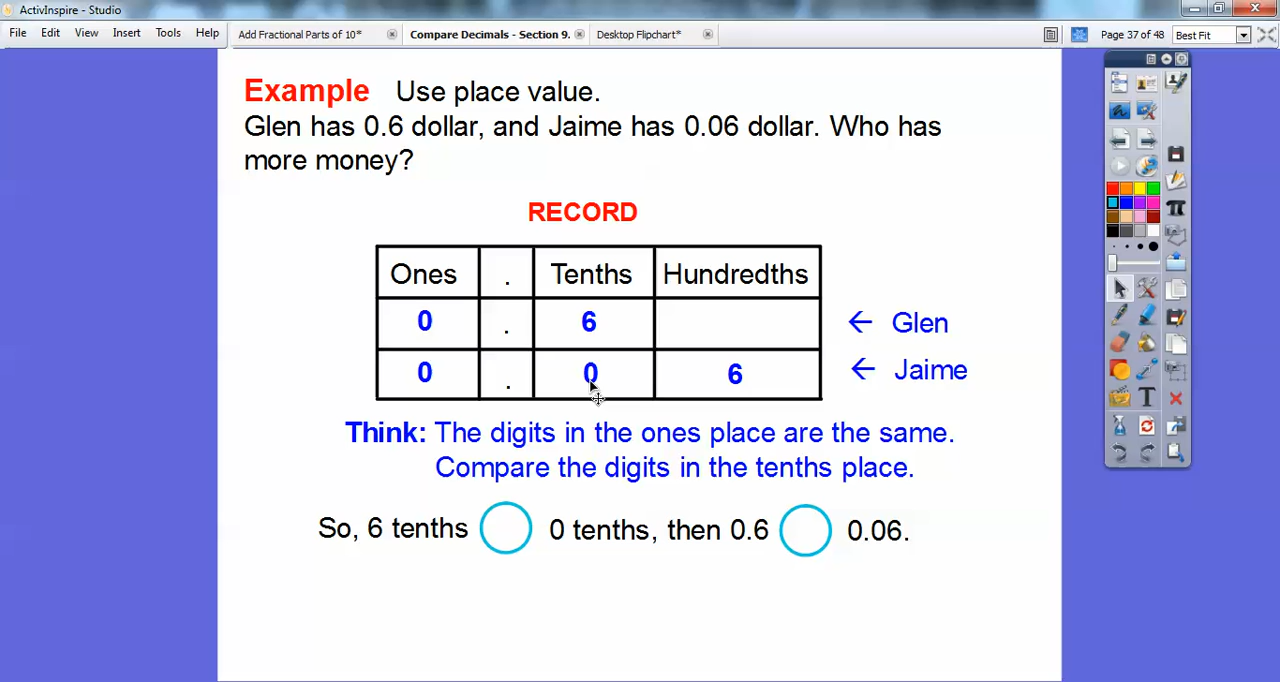 ActivInspire - Studio
File Edit View Insert Tools Help Add Fractional Parts of 10* Compare Decimals - Section 9. Desktop Flipchart* Page 37 of 48 Best Fit
Example Use place value.
Glen has 0.6 dollar, and Jaime has 0.06 dollar. Who has
more money?
RECORD
Ones . Tenths Hundredths
0 . 6 ← Glen
0 . 0 6 ← Jaime
Think: The digits in the ones place are the same.
Compare the digits in the tenths place.
So, 6 tenths 0 tenths, then 0.6 0.06.